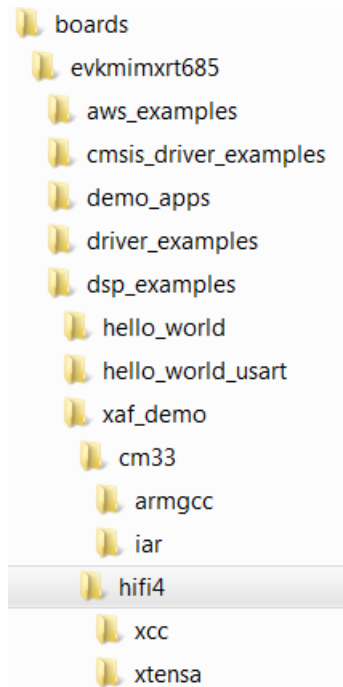 boards
evkmimxrt685
aws_examples
cmsis_driver_examples
demo_apps
driver_examples
dsp_examples
hello_world
hello_world_usart
xaf_demo
cm33
armgcc
iar
hifi4
xcc
xtensa